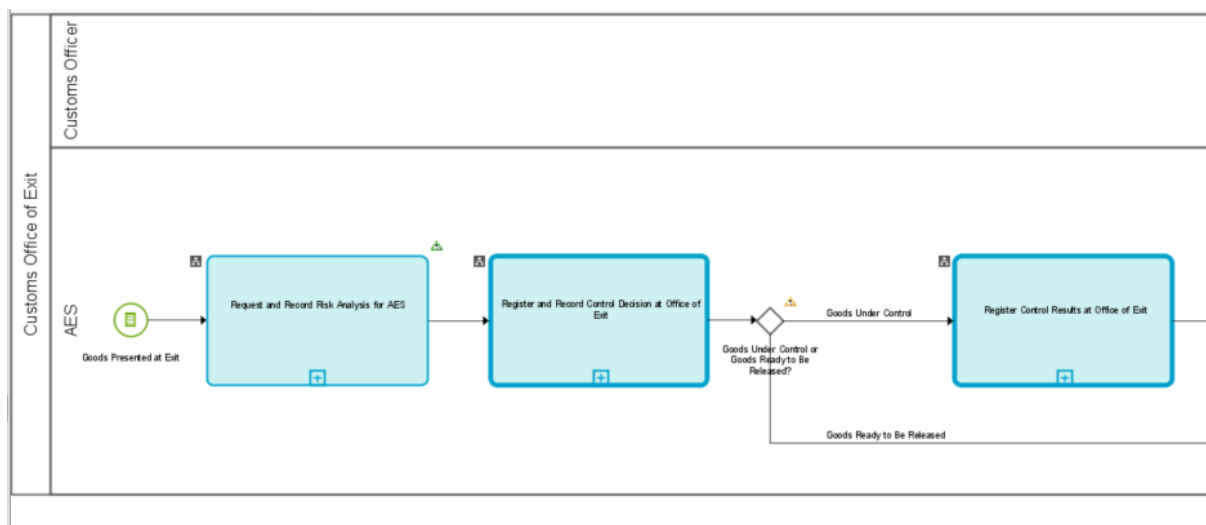 Customs Office of Exit
Customs Officer
AES
Goods Presented at Exit
Request and Record Risk Analysis for AES
Register and Record Control Decision at Office of
Exit
Goods Under Control or
Goods Ready to Be
Released?
Goods Under Control
Goods Ready to Be Released
Register Control Results at Office of Exit